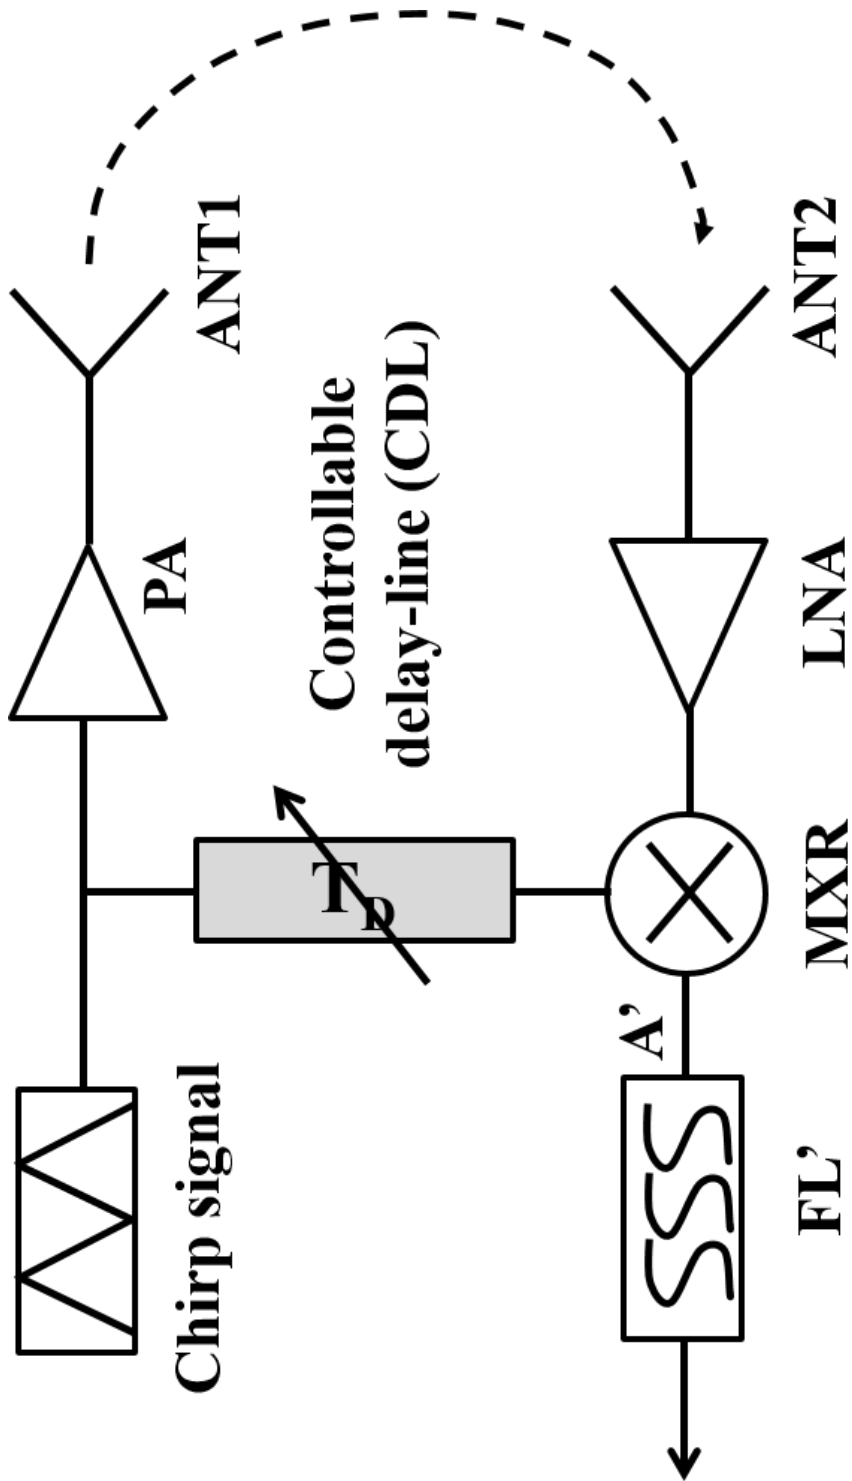 Chirp signal
PA
ANT1
Controllable
delay-line (CDL)
T_D
A’
FL’
MXR
LNA
ANT2